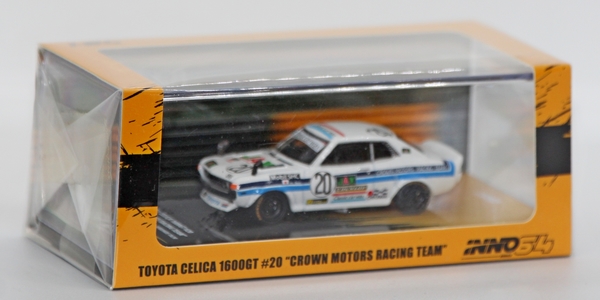 20
TOYOTA CELICA 1600GT #20 "CROWN MOTORS RACING TEAM"
INNO64